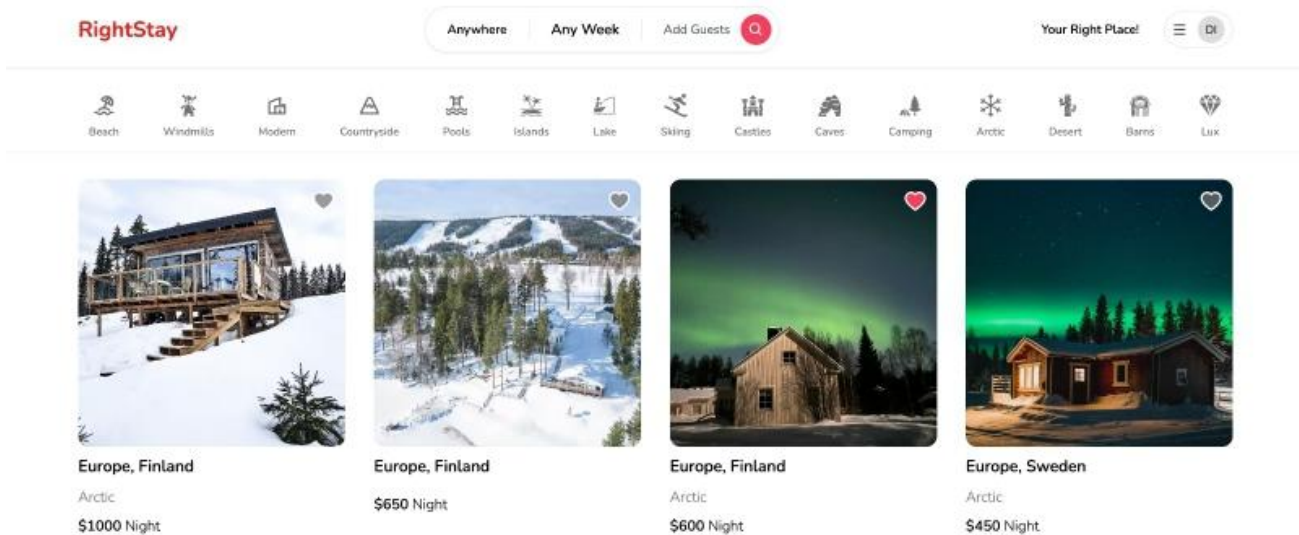 RightStay
Anywhere
Any Week
Add Guests
Your Right Place!
DI
Beach
Windmills
Modern
Countryside
Pools
Islands
Lake
Skiing
Castles
Caves
Camping
Arctic
Desert
Barns
Lux
Europe, Finland
Arctic
$1000 Night
Europe, Finland
$650 Night
Europe, Finland
Arctic
$600 Night
Europe, Sweden
Arctic
$450 Night